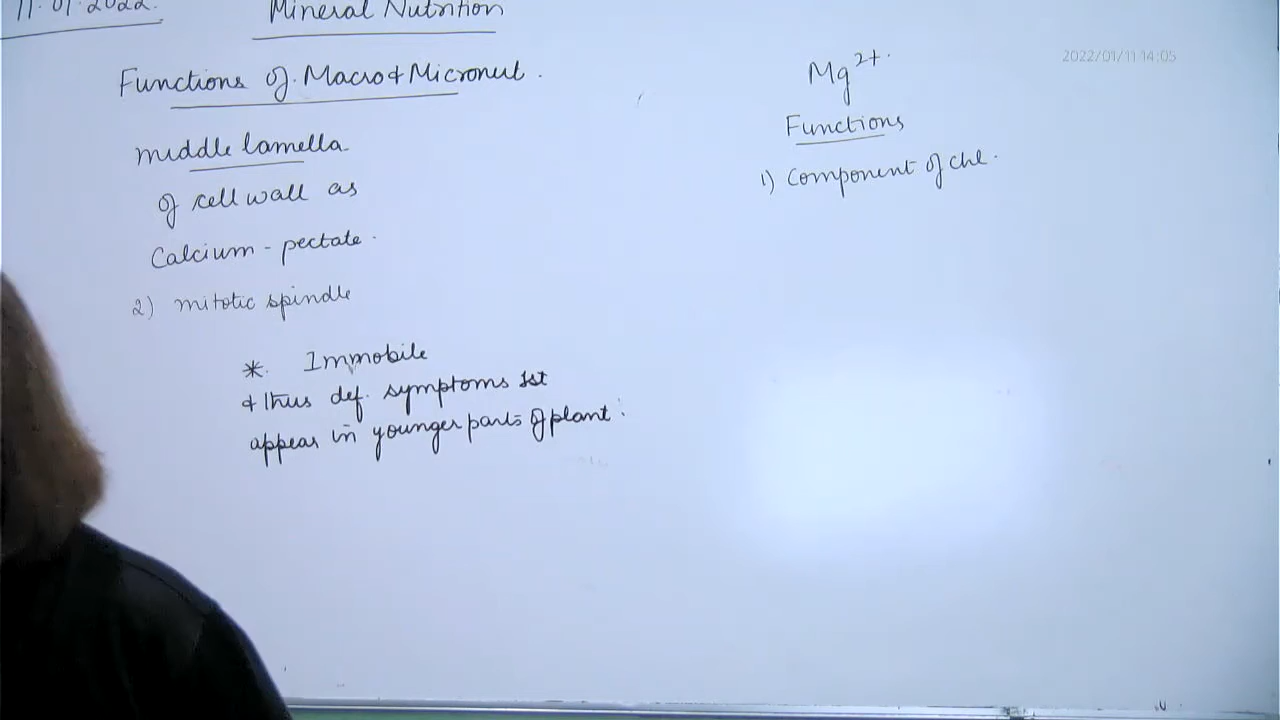 11.01.2022.
Mineral Nutrition
Functions of Macro & Micronut.
middle lamella
of cell wall as
Calcium - pectate.
2) mitotic spindle
*. Immobile
& thus def. symptoms 1st
appear in younger parts of plant.
Mg2+.
Functions
1) Component of chl.
2022/01/11 14:05